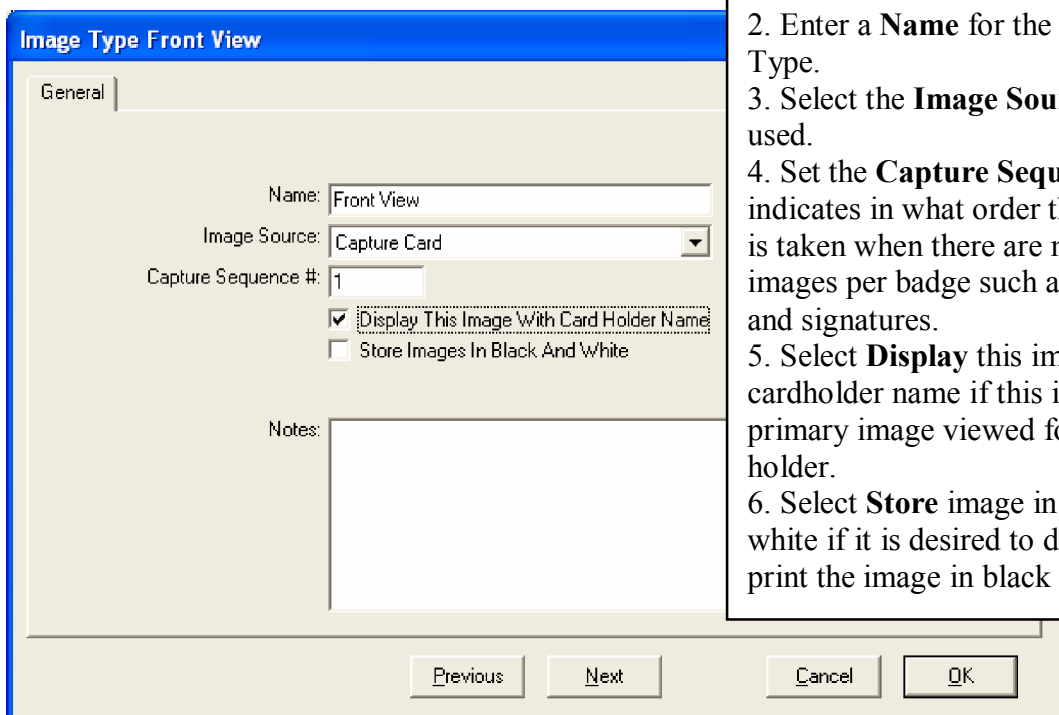 Image Type Front View
General
Name: Front View
Image Source: Capture Card
Capture Sequence #: 1
Display This Image With Card Holder Name
Store Images In Black And White
Notes:
Previous Next Cancel OK
2. Enter a Name for the
Type.
3. Select the Image
used.
4. Set the Capture
indicates in what order
is taken when there are
images per badge such
and signatures.
5. Select Display this
cardholder name if this
primary image viewed
holder.
6. Select Store image in
white if it is desired to
print the image in black